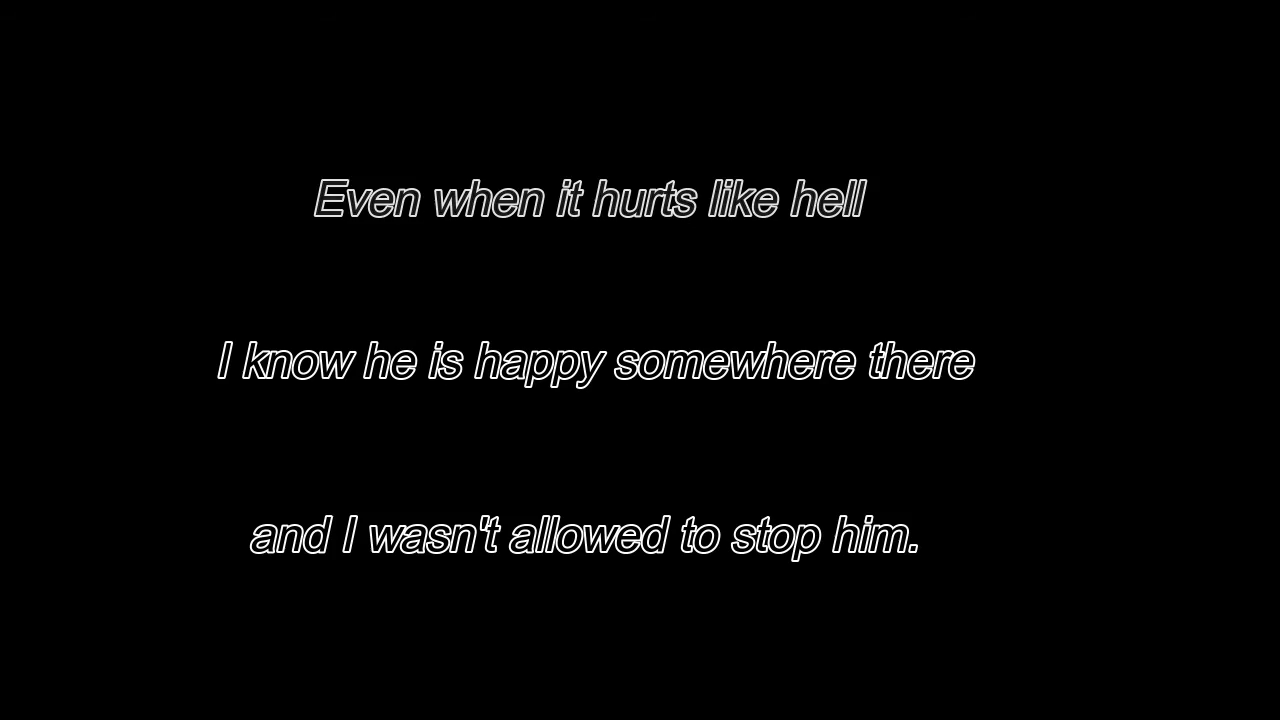 Even when it hurts like hell
I know he is happy somewhere there
and I wasn't allowed to stop him.